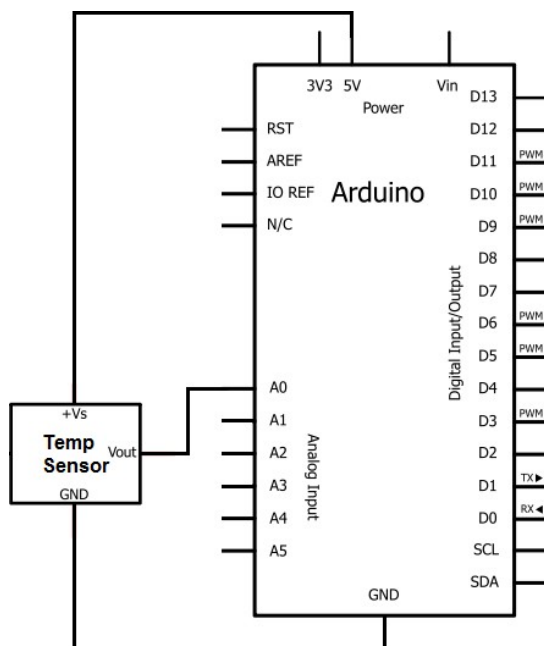 3V3 5V Vin
Power
Arduino
RST
AREF
IO REF
N/C
A0
A1
A2
A3
A4
A5
Analog Input
D13
D12
D11 PWM
D10 PWM
D9 PWM
D8
D7
D6 PWM
D5 PWM
D4
D3 PWM
D2
D1 TX▶
D0 RX◀
SCL
SDA
Digital Input/Output
GND
+Vs
Temp
Sensor
Vout
GND